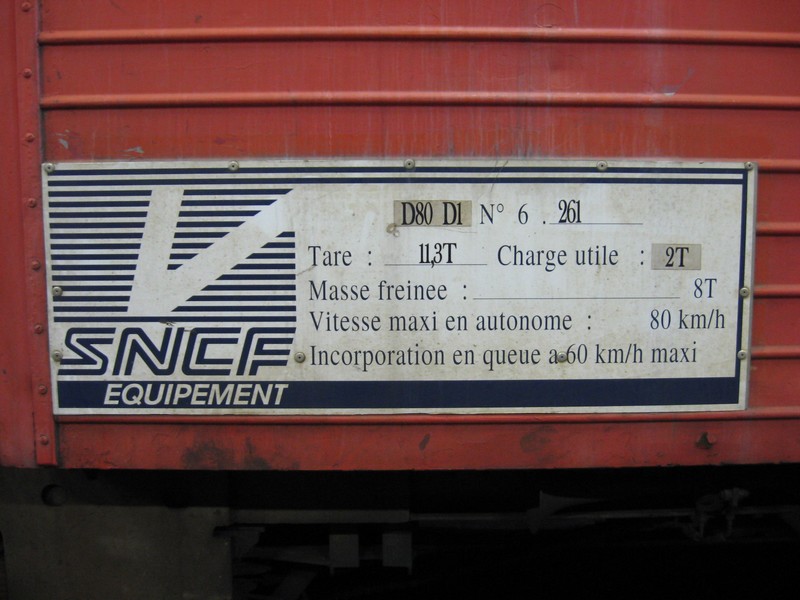 D80 D1 N° 6 . 261
Tare : 11,3T Charge utile : 2T
Masse freinee : 8T
Vitesse maxi en autonome : 80 km/h
Incorporation en queue a 60 km/h maxi
SNCF
EQUIPEMENT